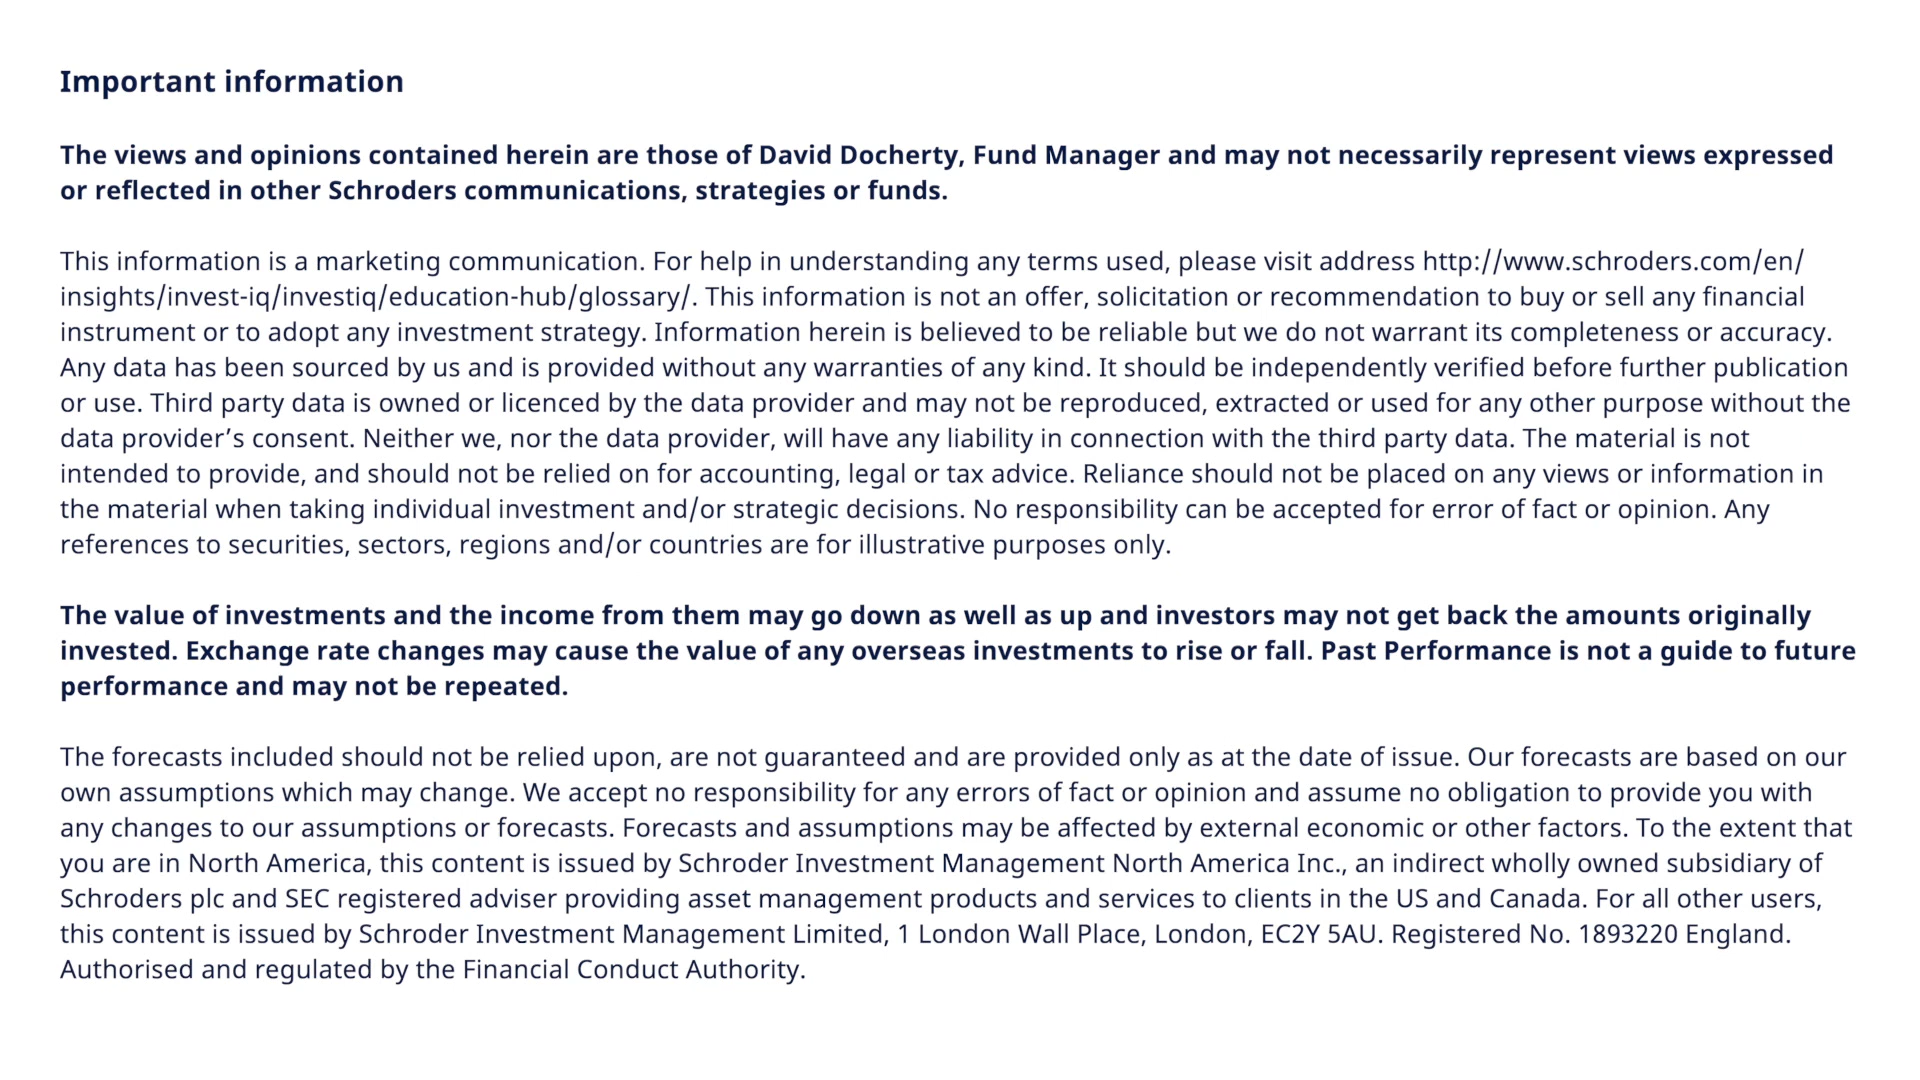 Important information
The views and opinions contained herein are those of David Docherty, Fund Manager and may not necessarily represent views expressed
or reflected in other Schroders communications, strategies or funds.
This information is a marketing communication. For help in understanding any terms used, please visit address http://www.schroders.com/en/
insights/invest-iq/investiq/education-hub/glossary/. This information is not an offer, solicitation or recommendation to buy or sell any financial
instrument or to adopt any investment strategy. Information herein is believed to be reliable but we do not warrant its completeness or accuracy.
Any data has been sourced by us and is provided without any warranties of any kind. It should be independently verified before further publication
or use. Third party data is owned or licenced by the data provider and may not be reproduced, extracted or used for any other purpose without the
data provider’s consent. Neither we, nor the data provider, will have any liability in connection with the third party data. The material is not
intended to provide, and should not be relied on for accounting, legal or tax advice. Reliance should not be placed on any views or information in
the material when taking individual investment and/or strategic decisions. No responsibility can be accepted for error of fact or opinion. Any
references to securities, sectors, regions and/or countries are for illustrative purposes only.
The value of investments and the income from them may go down as well as up and investors may not get back the amounts originally
invested. Exchange rate changes may cause the value of any overseas investments to rise or fall. Past Performance is not a guide to future
performance and may not be repeated.
The forecasts included should not be relied upon, are not guaranteed and are provided only as at the date of issue. Our forecasts are based on our
own assumptions which may change. We accept no responsibility for any errors of fact or opinion and assume no obligation to provide you with
any changes to our assumptions or forecasts. Forecasts and assumptions may be affected by external economic or other factors. To the extent that
you are in North America, this content is issued by Schroder Investment Management North America Inc., an indirect wholly owned subsidiary of
Schroders plc and SEC registered adviser providing asset management products and services to clients in the US and Canada. For all other users,
this content is issued by Schroder Investment Management Limited, 1 London Wall Place, London, EC2Y 5AU. Registered No. 1893220 England.
Authorised and regulated by the Financial Conduct Authority.